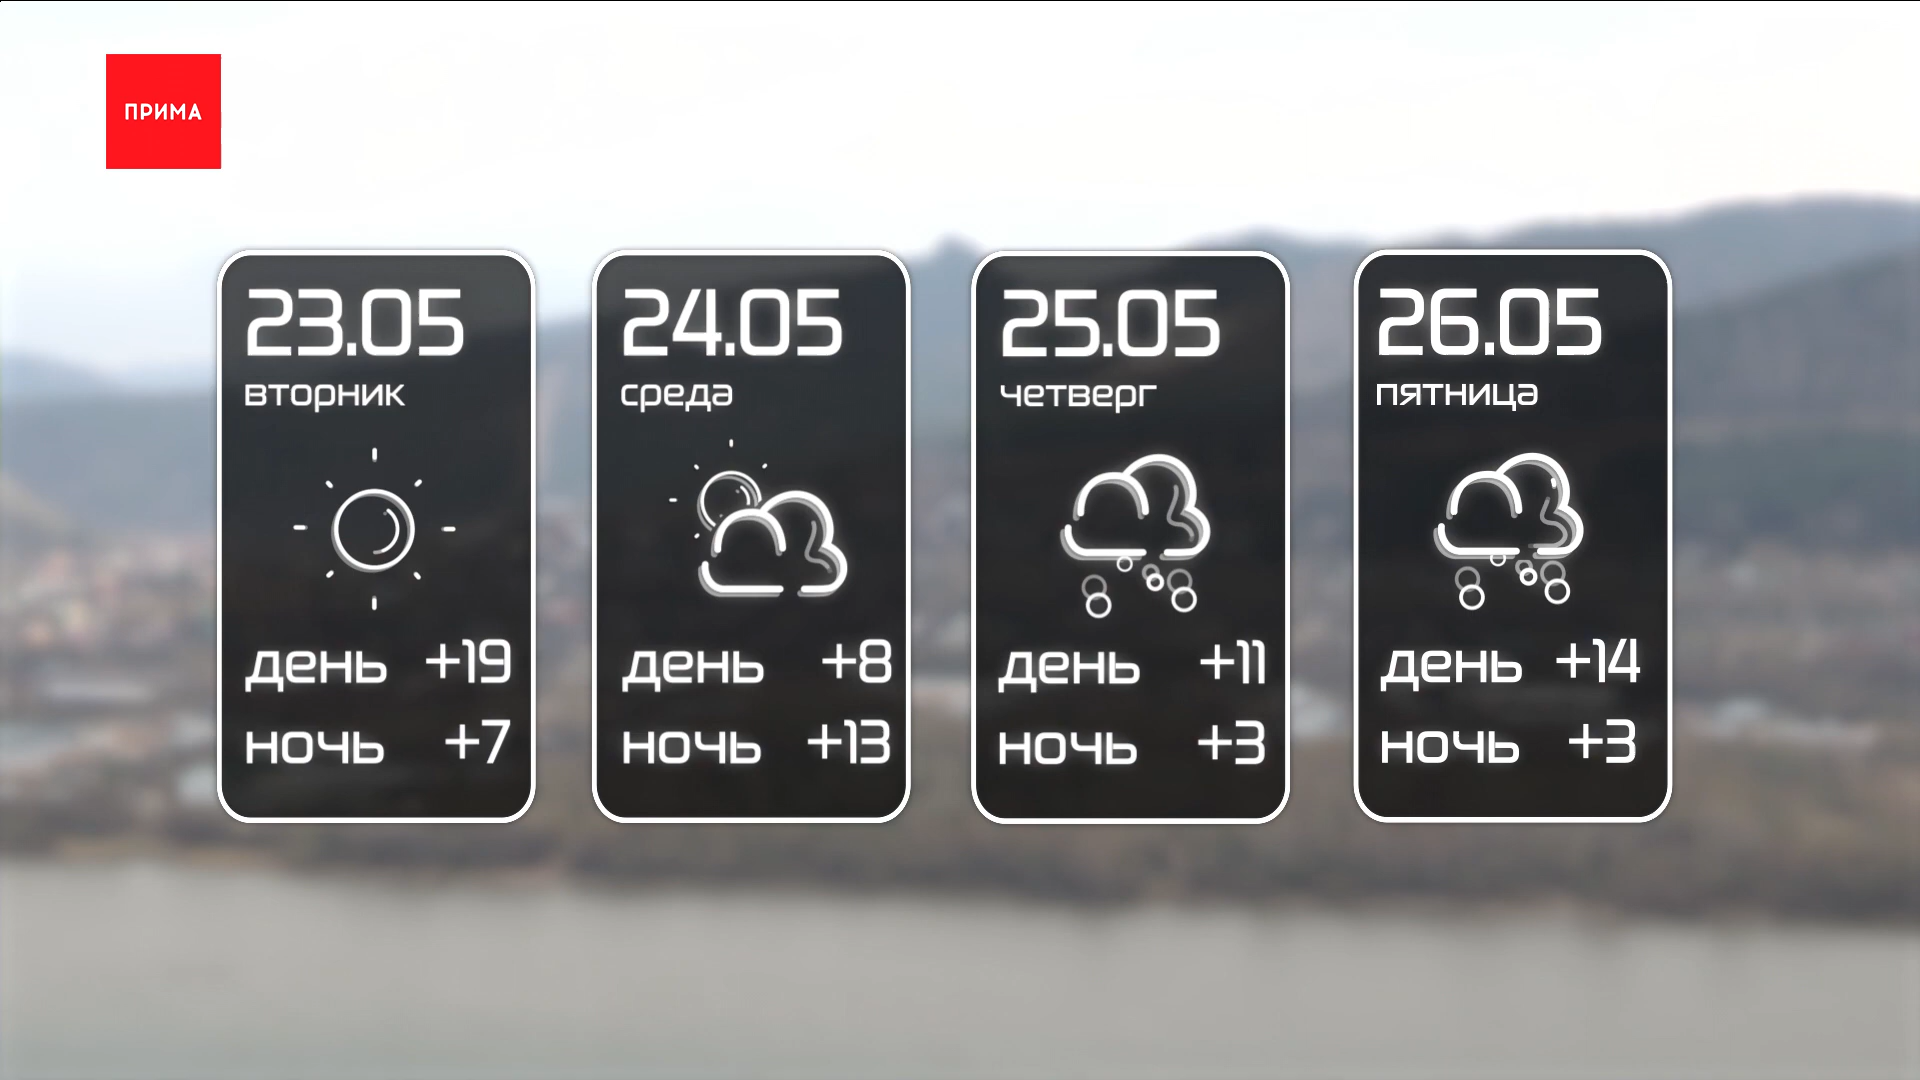 ПРИМА
23.05
вторник
день +19
ночь +7
24.05
среда
день +8
ночь +13
25.05
четверг
день +11
ночь +3
26.05
пятница
день +14
ночь +3